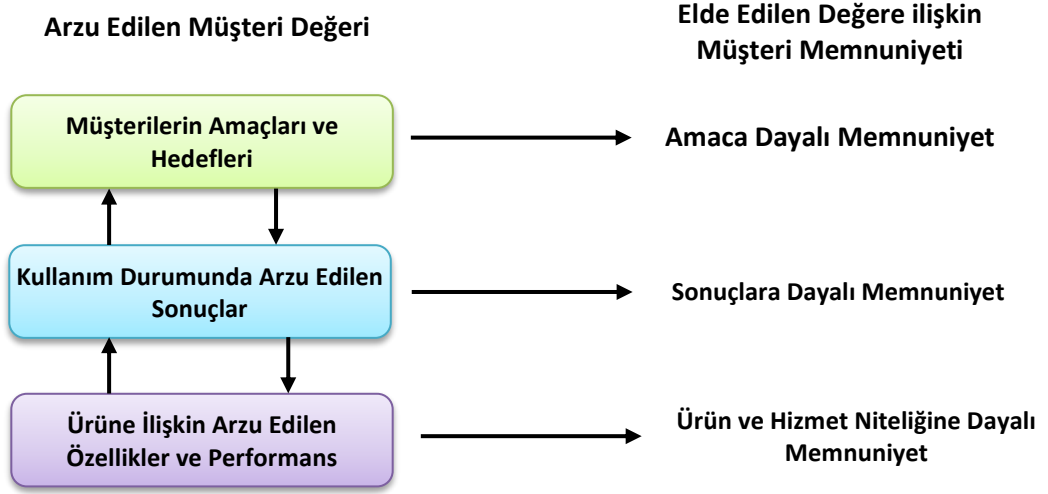 Arzu Edilen Müşteri Değeri
Elde Edilen Değere ilişkin
Müşteri Memnuniyeti
Müşterilerin Amaçları ve
Hedefleri
Amaca Dayalı Memnuniyet
Kullanım Durumunda Arzu Edilen
Sonuçlar
Sonuçlara Dayalı Memnuniyet
Ürüne İlişkin Arzu Edilen
Özellikler ve Performans
Ürün ve Hizmet Niteliğine Dayalı
Memnuniyet